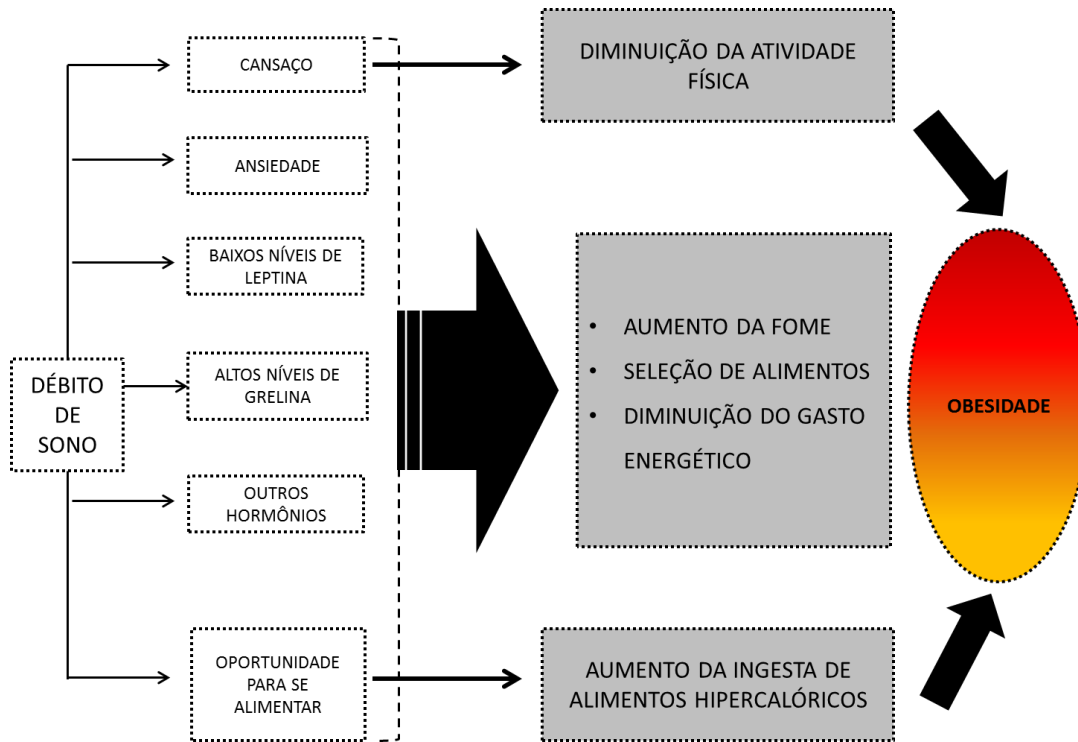 DÉBITO
DE
SONO
CANSAÇO
ANSIEDADE
BAIXOS NÍVEIS DE
LEPTINA
ALTOS NÍVEIS DE
GRELINA
OUTROS
HORMÔNIOS
OPORTUNIDADE
PARA SE
ALIMENTAR
DIMINUIÇÃO DA ATIVIDADE
FÍSICA
• AUMENTO DA FOME
• SELEÇÃO DE ALIMENTOS
• DIMINUIÇÃO DO GASTO
ENERGÉTICO
AUMENTO DA INGESTA DE
ALIMENTOS HIPERCALÓRICOS
OBESIDADE